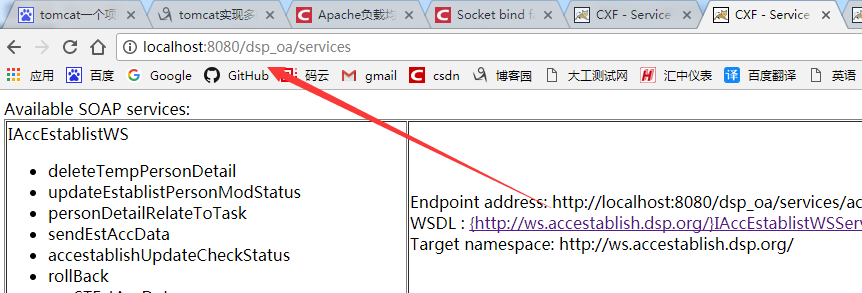 tomcat一个项
tomcat实现多
Apache负载均
Socket bind f
CXF - Service
CXF - Service
localhost:8080/dsp_oa/services
应用 百度 Google GitHub 码云 gmail csdn 博客园 大工测试网 汇中仪表 百度翻译 英语
Available SOAP services:
IAccEstablistWS
deleteTempPersonDetail
updateEstablistPersonModStatus
personDetailRelateToTask
sendEstAccData
accestablishUpdateCheckStatus
rollBack
Endpoint address: http://localhost:8080/dsp_oa/services/ac
WSDL : {http://ws.accestablish.dsp.org/}IAccEstablistWSServ
Target namespace: http://ws.accestablish.dsp.org/